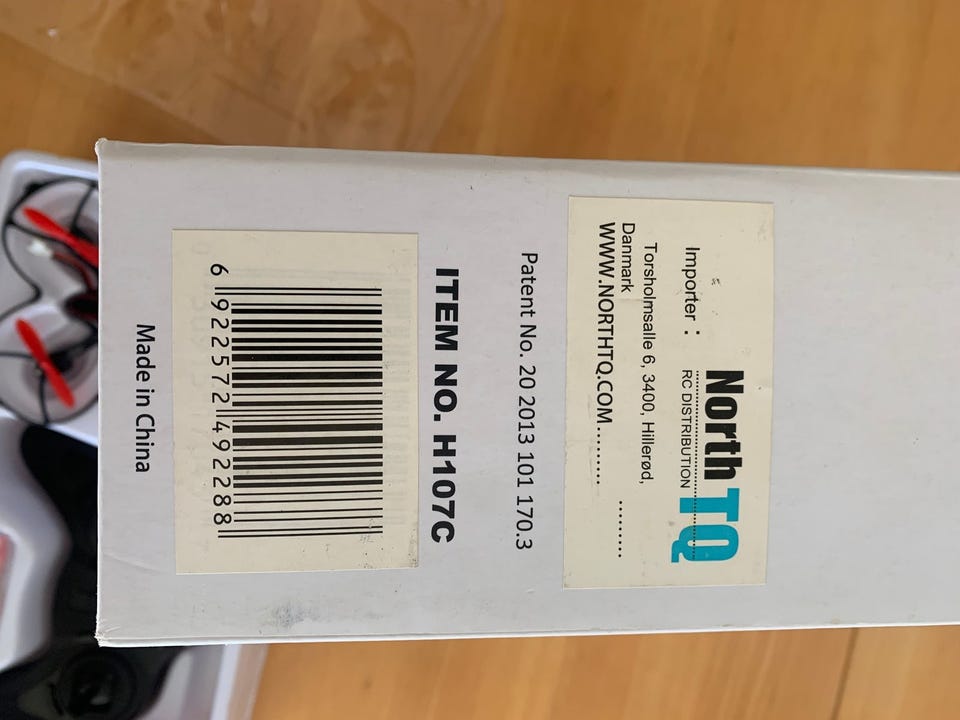 North TQ
RC DISTRIBUTION
Importer :
Torsholmsalle 6, 3400, Hillerød, .........
Danmark
WWW.NORTHTQ.COM.........
Patent No. 20 2013 101 170.3
ITEM NO. H107C
6 922572 492288
Made in China